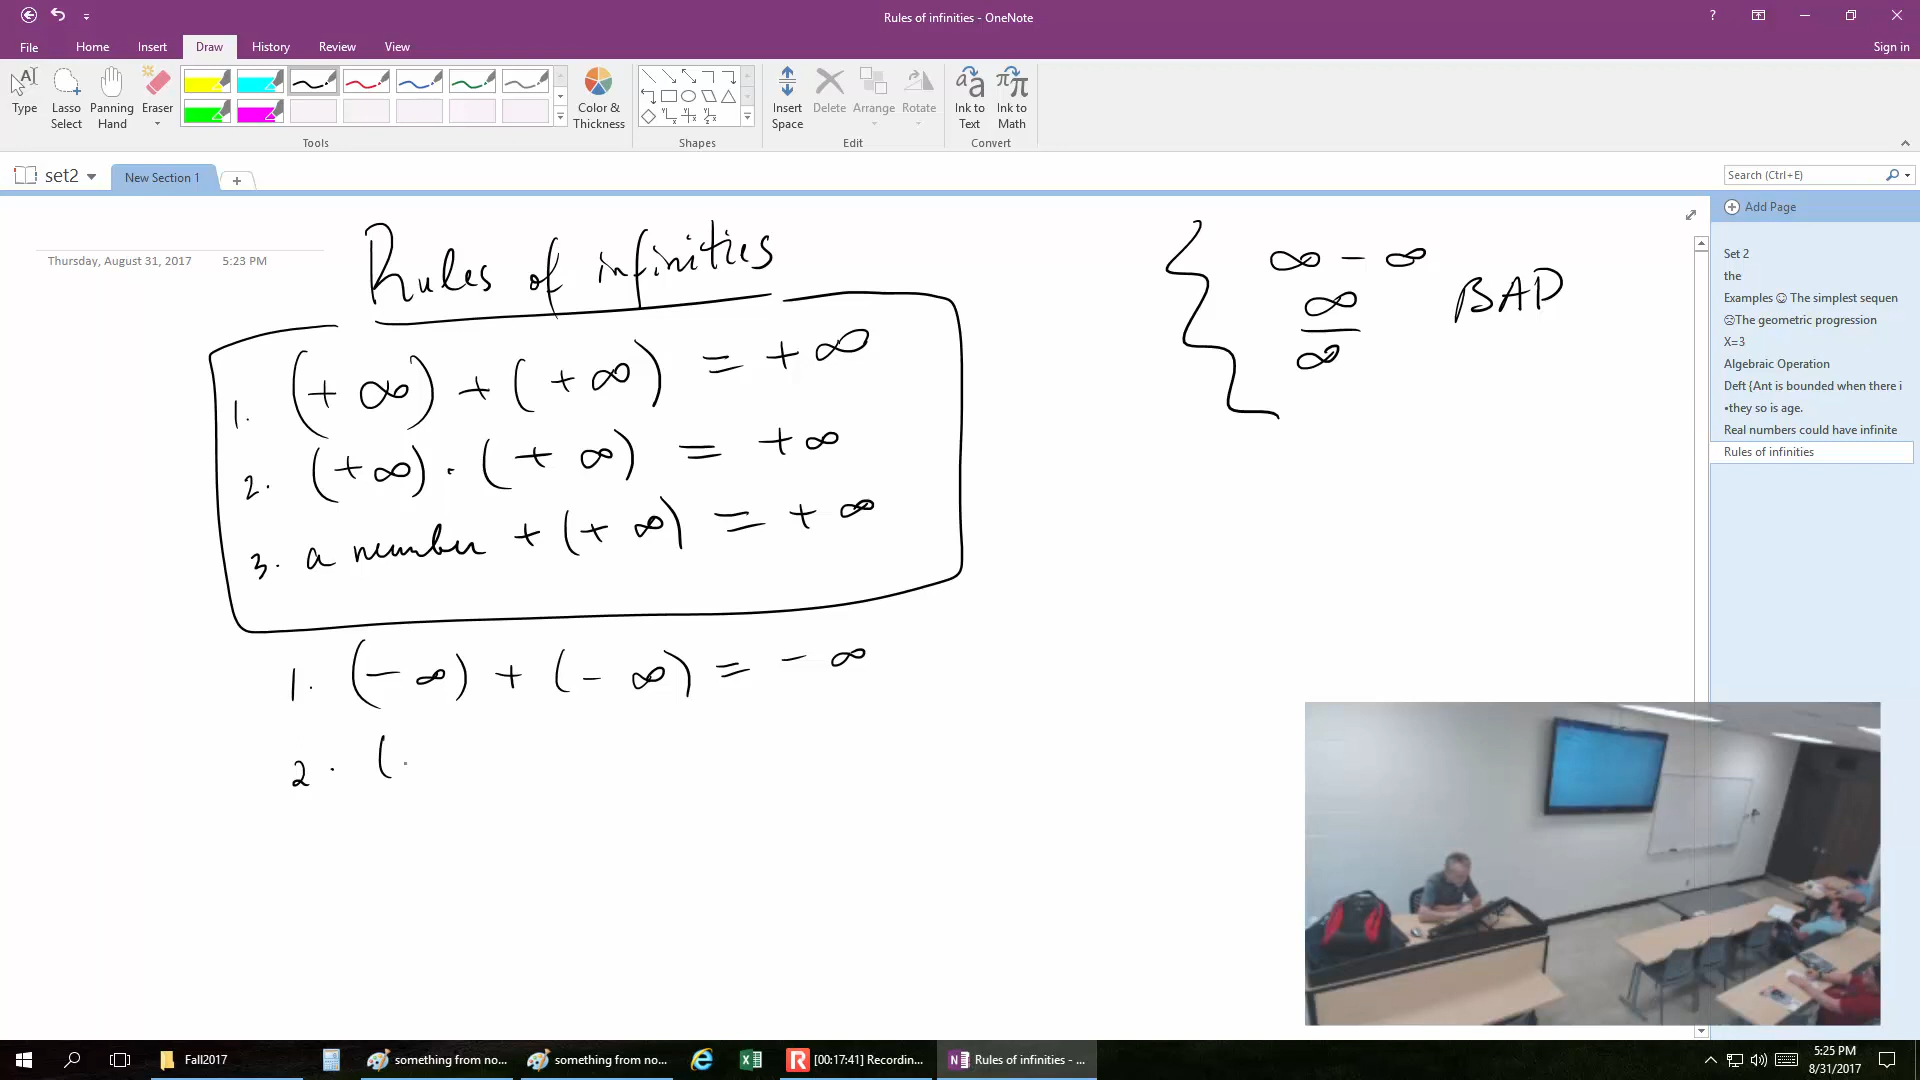 Rules of infinities - OneNote
?
File
Home
Insert
Draw
History
Review
View
Sign in
Type
Lasso Select
Panning Hand
Eraser
Color & Thickness
Insert Space
Delete
Arrange
Rotate
Ink to Text
Ink to Math
Tools
Shapes
Edit
Convert
set2
New Section 1
Search (Ctrl+E)
Add Page
Set 2
the
Examples ☺ The simplest sequen
☹The geometric progression
X=3
Algebraic Operation
Deft {Ant is bounded when there i
•they so is age.
Real numbers could have infinite
Rules of infinities
Thursday, August 31, 2017 5:23 PM
Rules of infinities
1. (+ ∞) + (+ ∞) = + ∞
2. (+∞) · (+ ∞) = +∞
3. a number + (+ ∞) = + ∞
1. (- ∞) + (- ∞) = - ∞
2. (
∞ - ∞
∞
∞
BAD
Fall2017
something from no...
something from no...
[00:17:41] Recordin...
Rules of infinities - ...
5:25 PM
8/31/2017